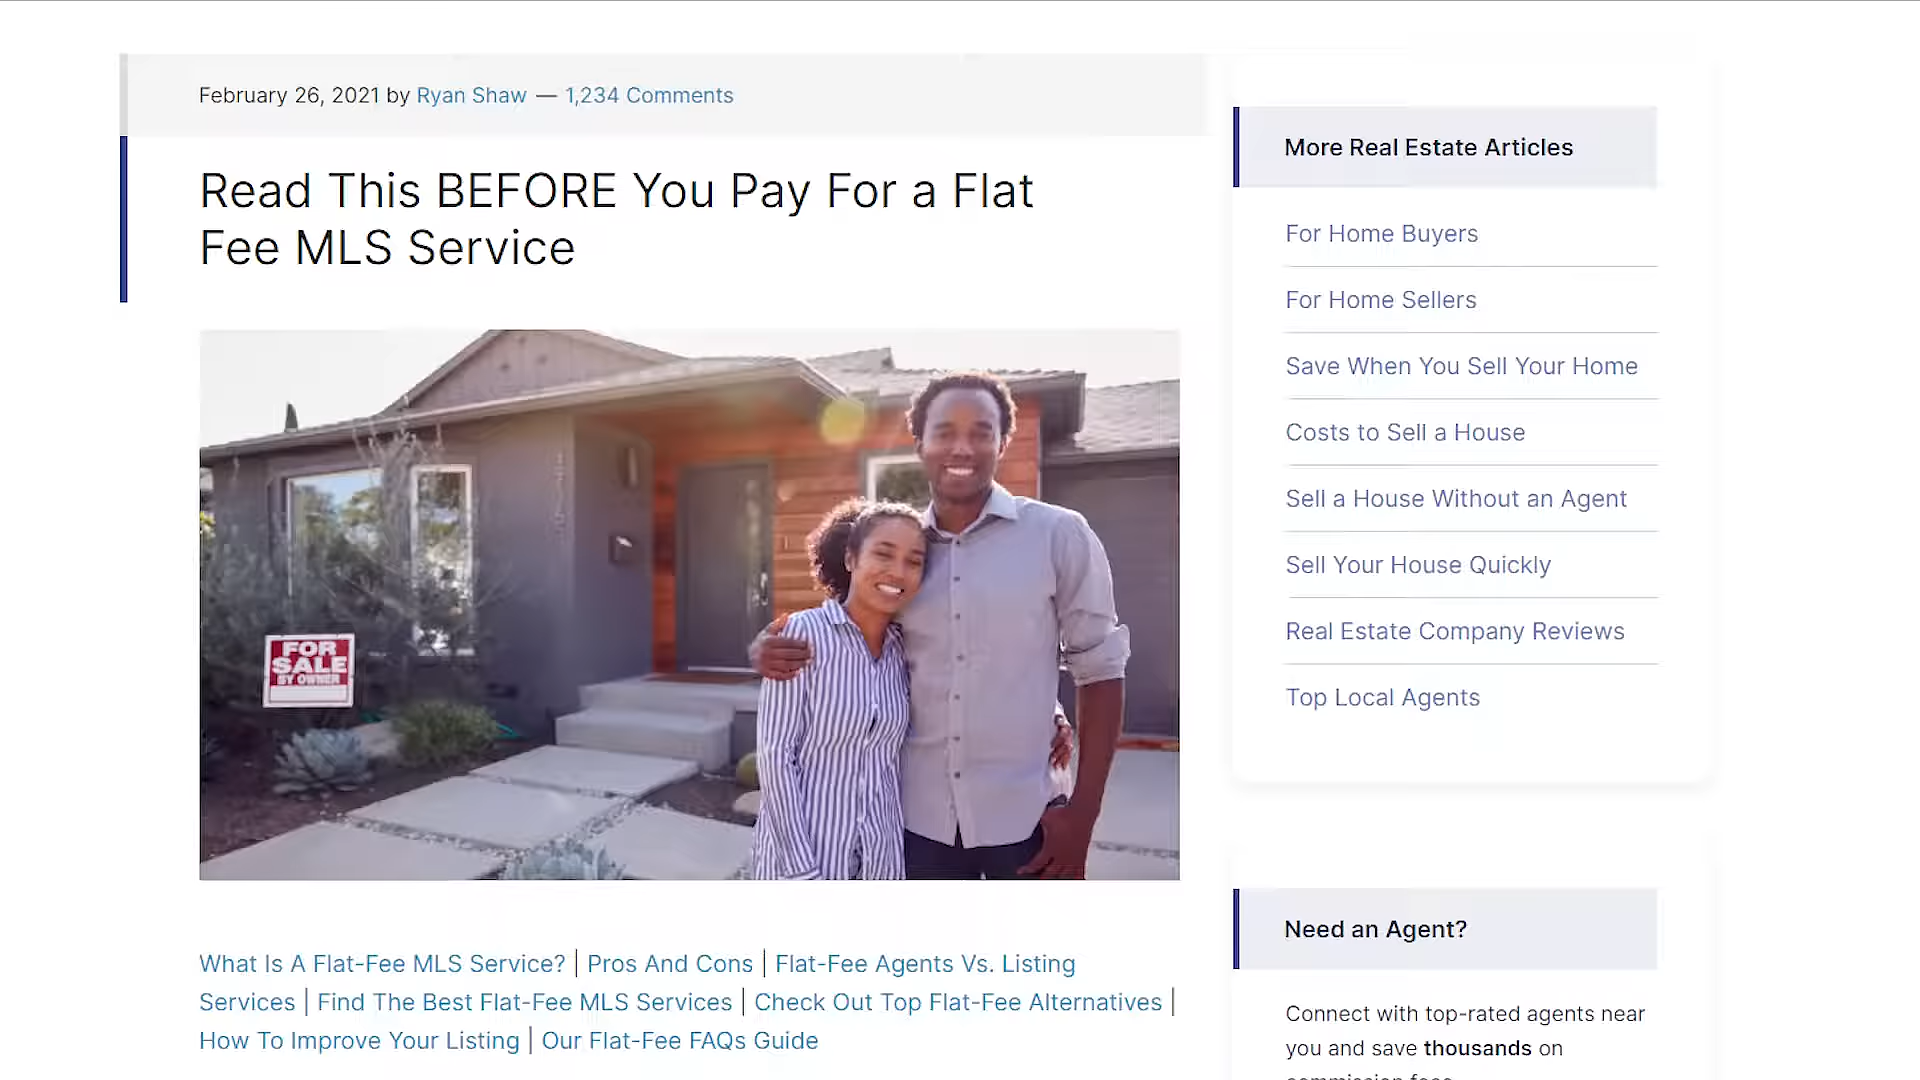 February 26, 2021 by Ryan Shaw — 1,234 Comments
Read This BEFORE You Pay For a Flat
Fee MLS Service
FOR
SALE
BY OWNER
What Is A Flat-Fee MLS Service? | Pros And Cons | Flat-Fee Agents Vs. Listing
Services | Find The Best Flat-Fee MLS Services | Check Out Top Flat-Fee Alternatives |
How To Improve Your Listing | Our Flat-Fee FAQs Guide
More Real Estate Articles
For Home Buyers
For Home Sellers
Save When You Sell Your Home
Costs to Sell a House
Sell a House Without an Agent
Sell Your House Quickly
Real Estate Company Reviews
Top Local Agents
Need an Agent?
Connect with top-rated agents near
you and save thousands on